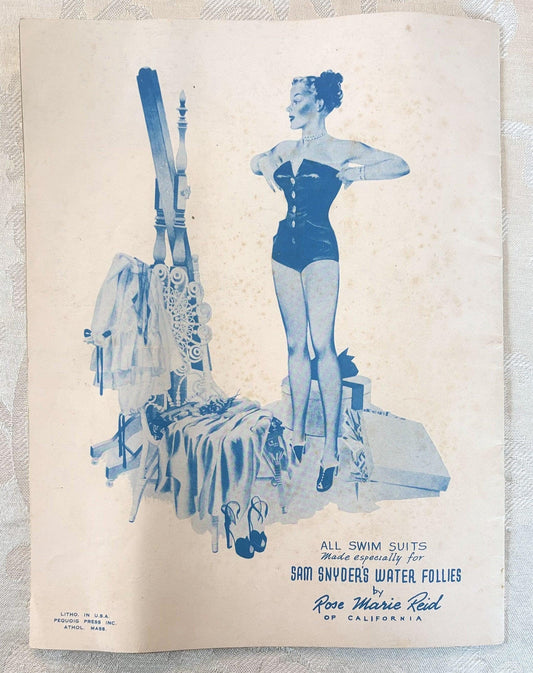 ALL SWIM SUITS
Made especially for
SAM SNYDER'S WATER FOLLIES
by
Rose Marie Reid
OF CALIFORNIA
LITHO. IN U.S.A.
PEQUOIG PRESS INC.
ATHOL, MASS.